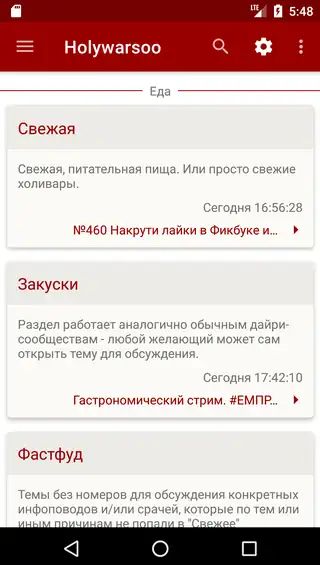 LTE 5:48
Holywarsoo
Еда
Свежая
Свежая, питательная пища. Или просто свежие
холивары.
Сегодня 16:56:28
№460 Накрути лайки в Фикбуке и...
Закуски
Раздел работает аналогично обычным дайри-
сообществам - любой желающий может сам
открыть тему для обсуждения.
Сегодня 17:42:10
Гастрономический стрим. #ЕМПР...
Фастфуд
Темы без номеров для обсуждения конкретных
инфоповодов и/или срачей, которые по тем или
иным причинам не попали в "Свежее"